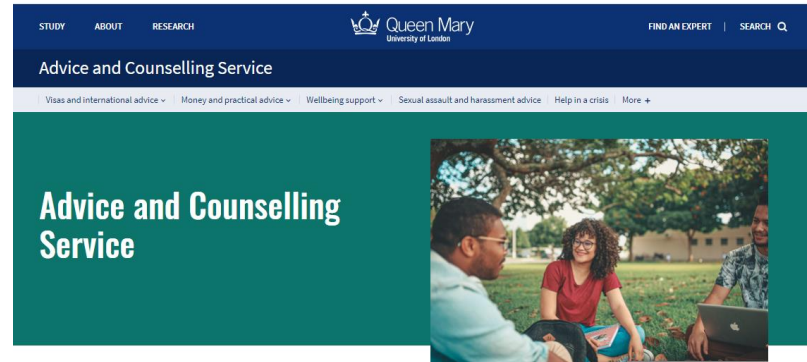 STUDY ABOUT RESEARCH
Queen Mary
University of London
FIND AN EXPERT | SEARCH
Advice and Counselling Service
Visas and international advice
Money and practical advice
Wellbeing support
Sexual assault and harassment advice
Help in a crisis
More +
Advice and Counselling
Service